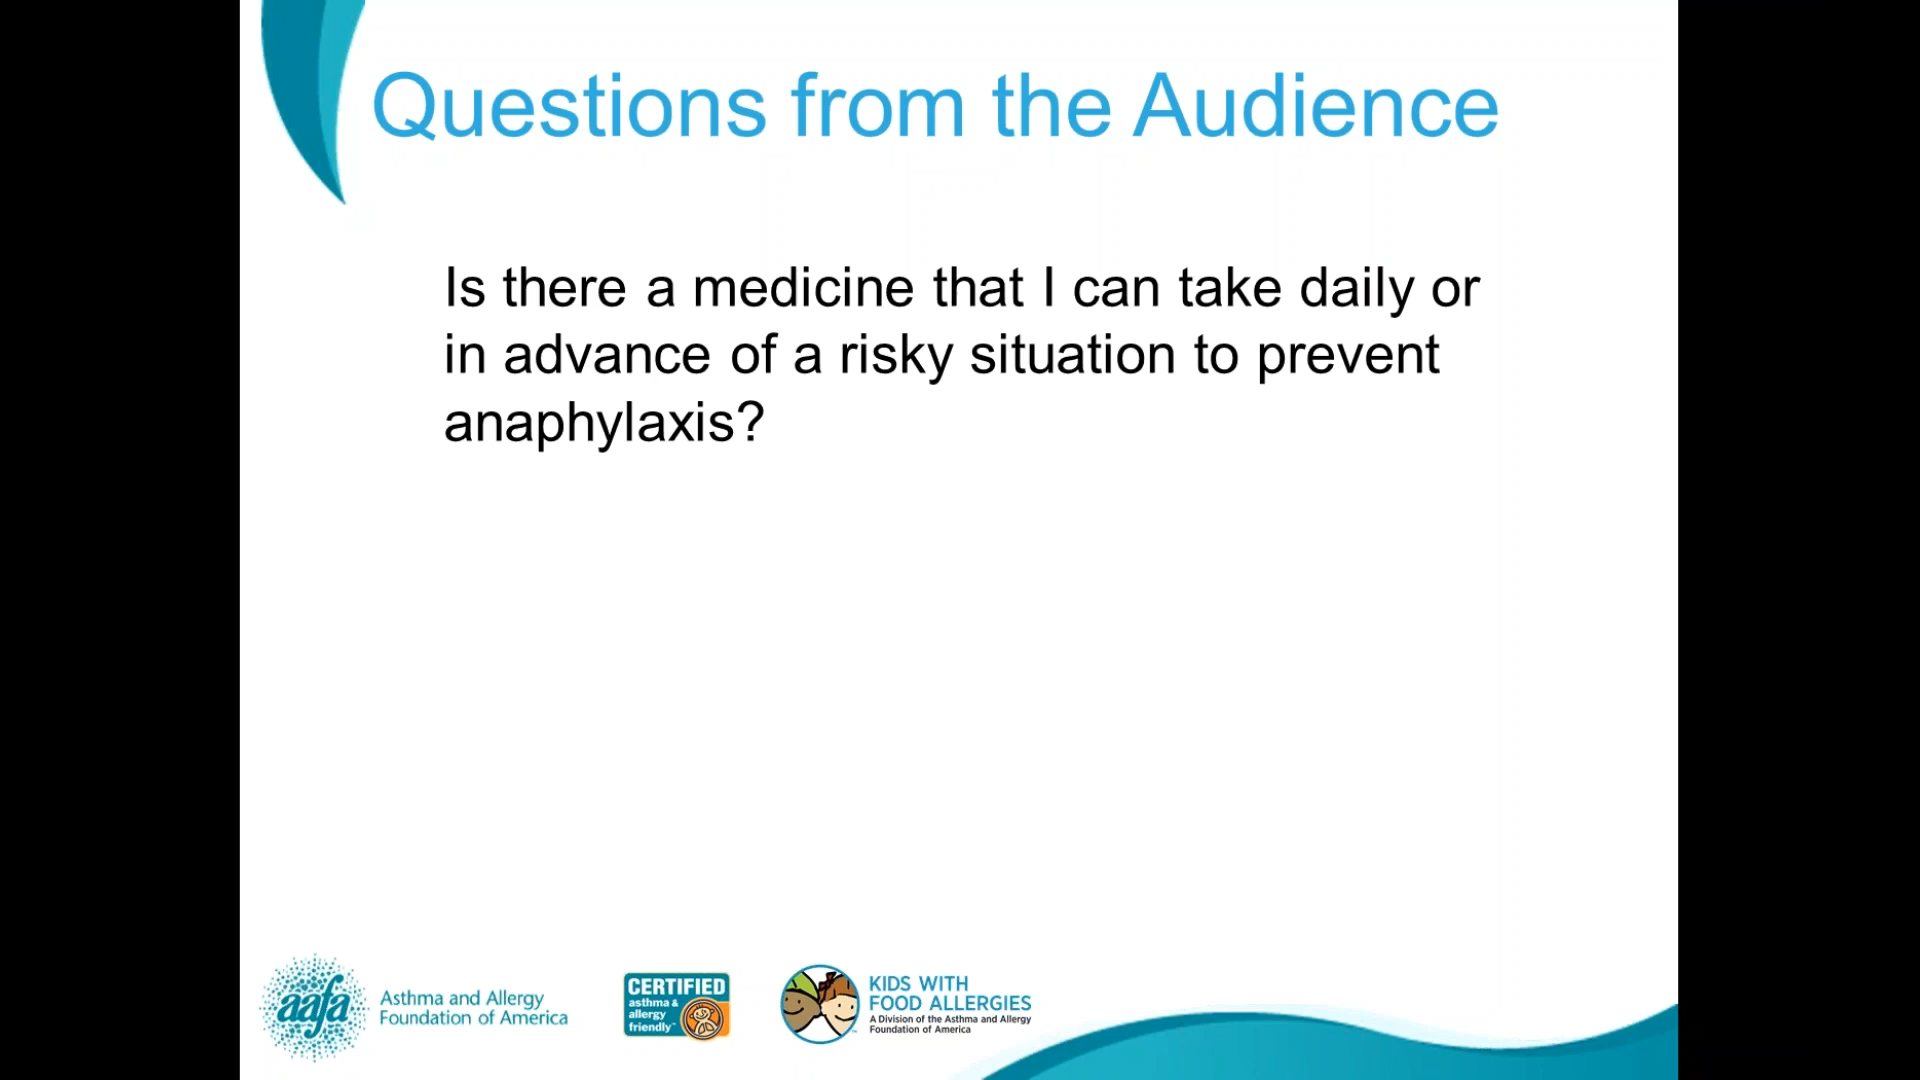 Questions from the Audience
Is there a medicine that I can take daily or
in advance of a risky situation to prevent
anaphylaxis?
aafa
Asthma and Allergy
Foundation of America
CERTIFIED
asthma &
allergy
friendly™
KIDS WITH
FOOD ALLERGIES
A Division of the Asthma and Allergy
Foundation of America